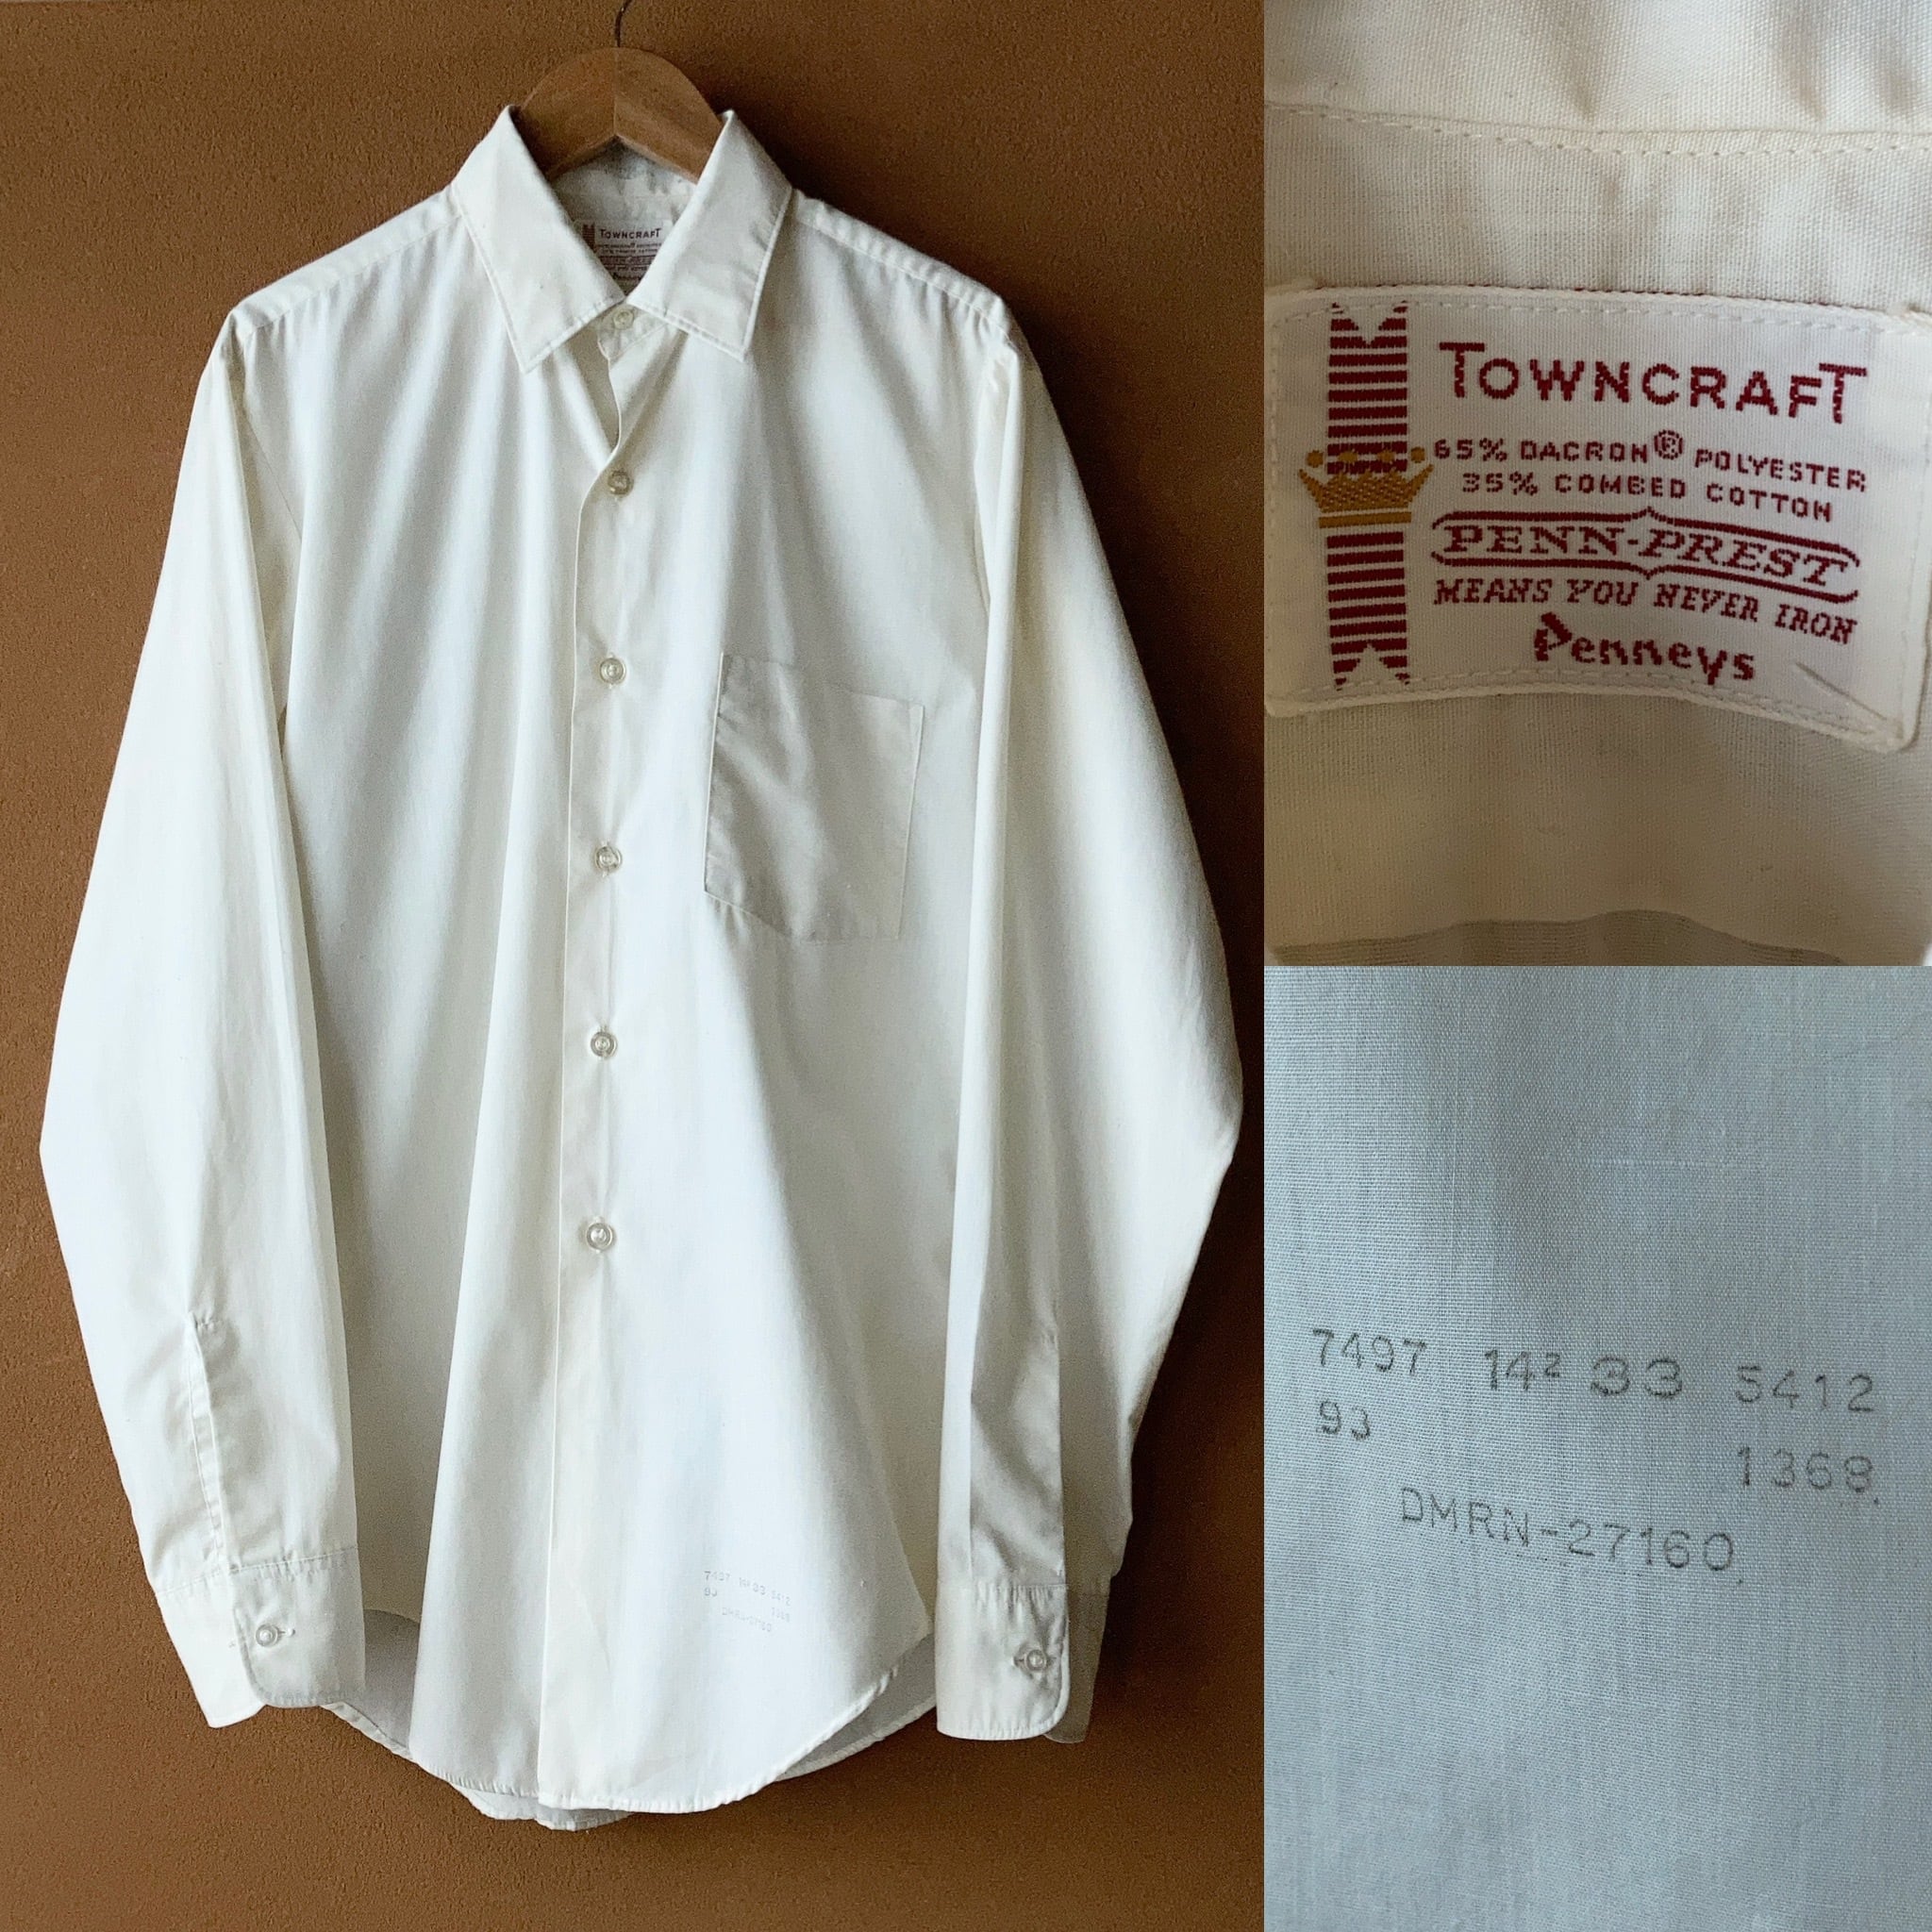 TOWNCRAFT
TOWNCRAFT
65% DACRON® POLYESTER
35% COMBED COTTON
PENN-PREST
MEANS YOU NEVER IRON
Penneys
7497 14² 33 5412
93
1368
DMRN-27160